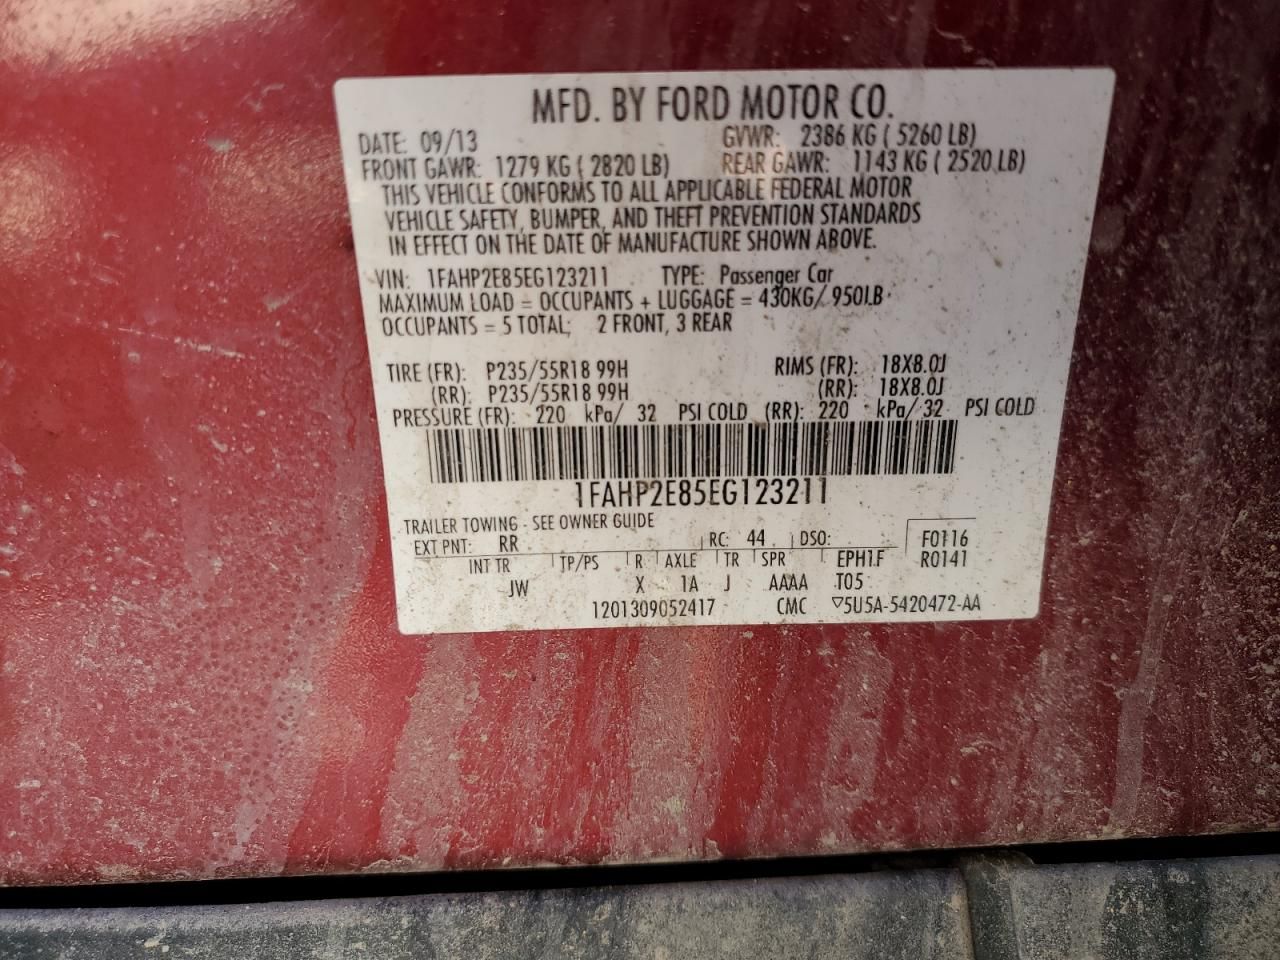 MFD. BY FORD MOTOR CO.
DATE: 09/13 GVWR: 2386 KG ( 5260 LB)
FRONT GAWR: 1279 KG ( 2820 LB) REAR GAWR: 1143 KG ( 2520 LB)
THIS VEHICLE CONFORMS TO ALL APPLICABLE FEDERAL MOTOR
VEHICLE SAFETY, BUMPER, AND THEFT PREVENTION STANDARDS
IN EFFECT ON THE DATE OF MANUFACTURE SHOWN ABOVE.
VIN: 1FAHP2E85EG123211 TYPE: Passenger Car
MAXIMUM LOAD = OCCUPANTS + LUGGAGE = 430KG/ 950LB
OCCUPANTS = 5 TOTAL; 2 FRONT, 3 REAR
TIRE (FR): P235/55R18 99H RIMS (FR): 18X8.0J
(RR): P235/55R18 99H (RR): 18X8.0J
PRESSURE (FR): 220 kPa/ 32 PSI COLD (RR): 220 kPa/ 32 PSI COLD
1FAHP2E85EG123211
TRAILER TOWING - SEE OWNER GUIDE
EXT PNT: RR RC: 44 DSO: F0116
INT TR TP/PS R AXLE TR SPR EPH1F R0141
JW X 1A J AAAA T05
1201309052417 CMC ▽5U5A-5420472-AA